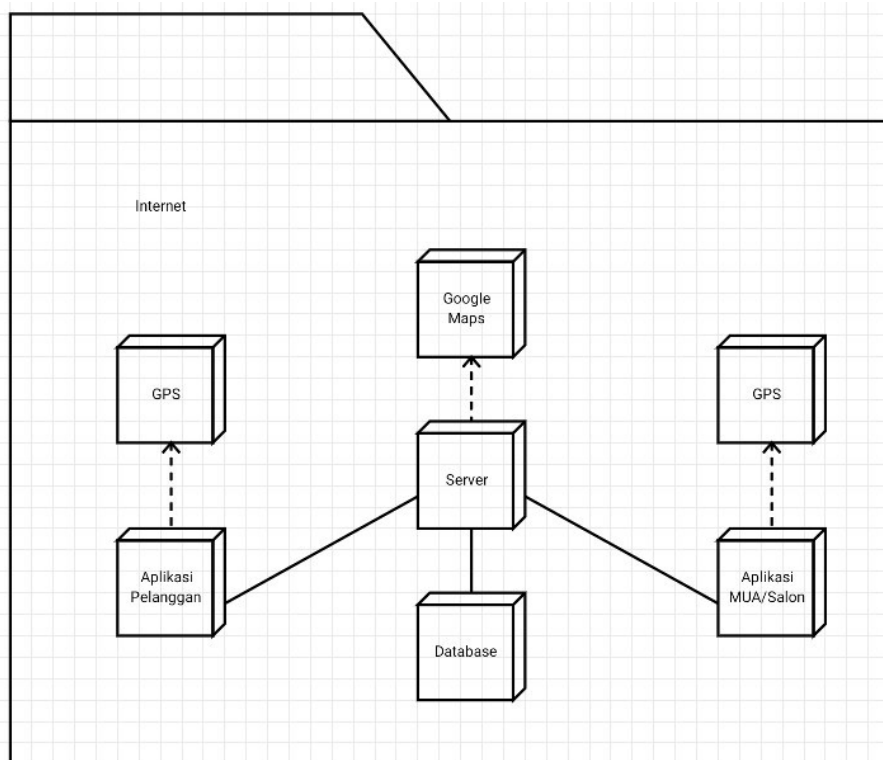 Internet
Google
Maps
GPS
GPS
Server
Aplikasi
Pelanggan
Aplikasi
MUA/Salon
Database